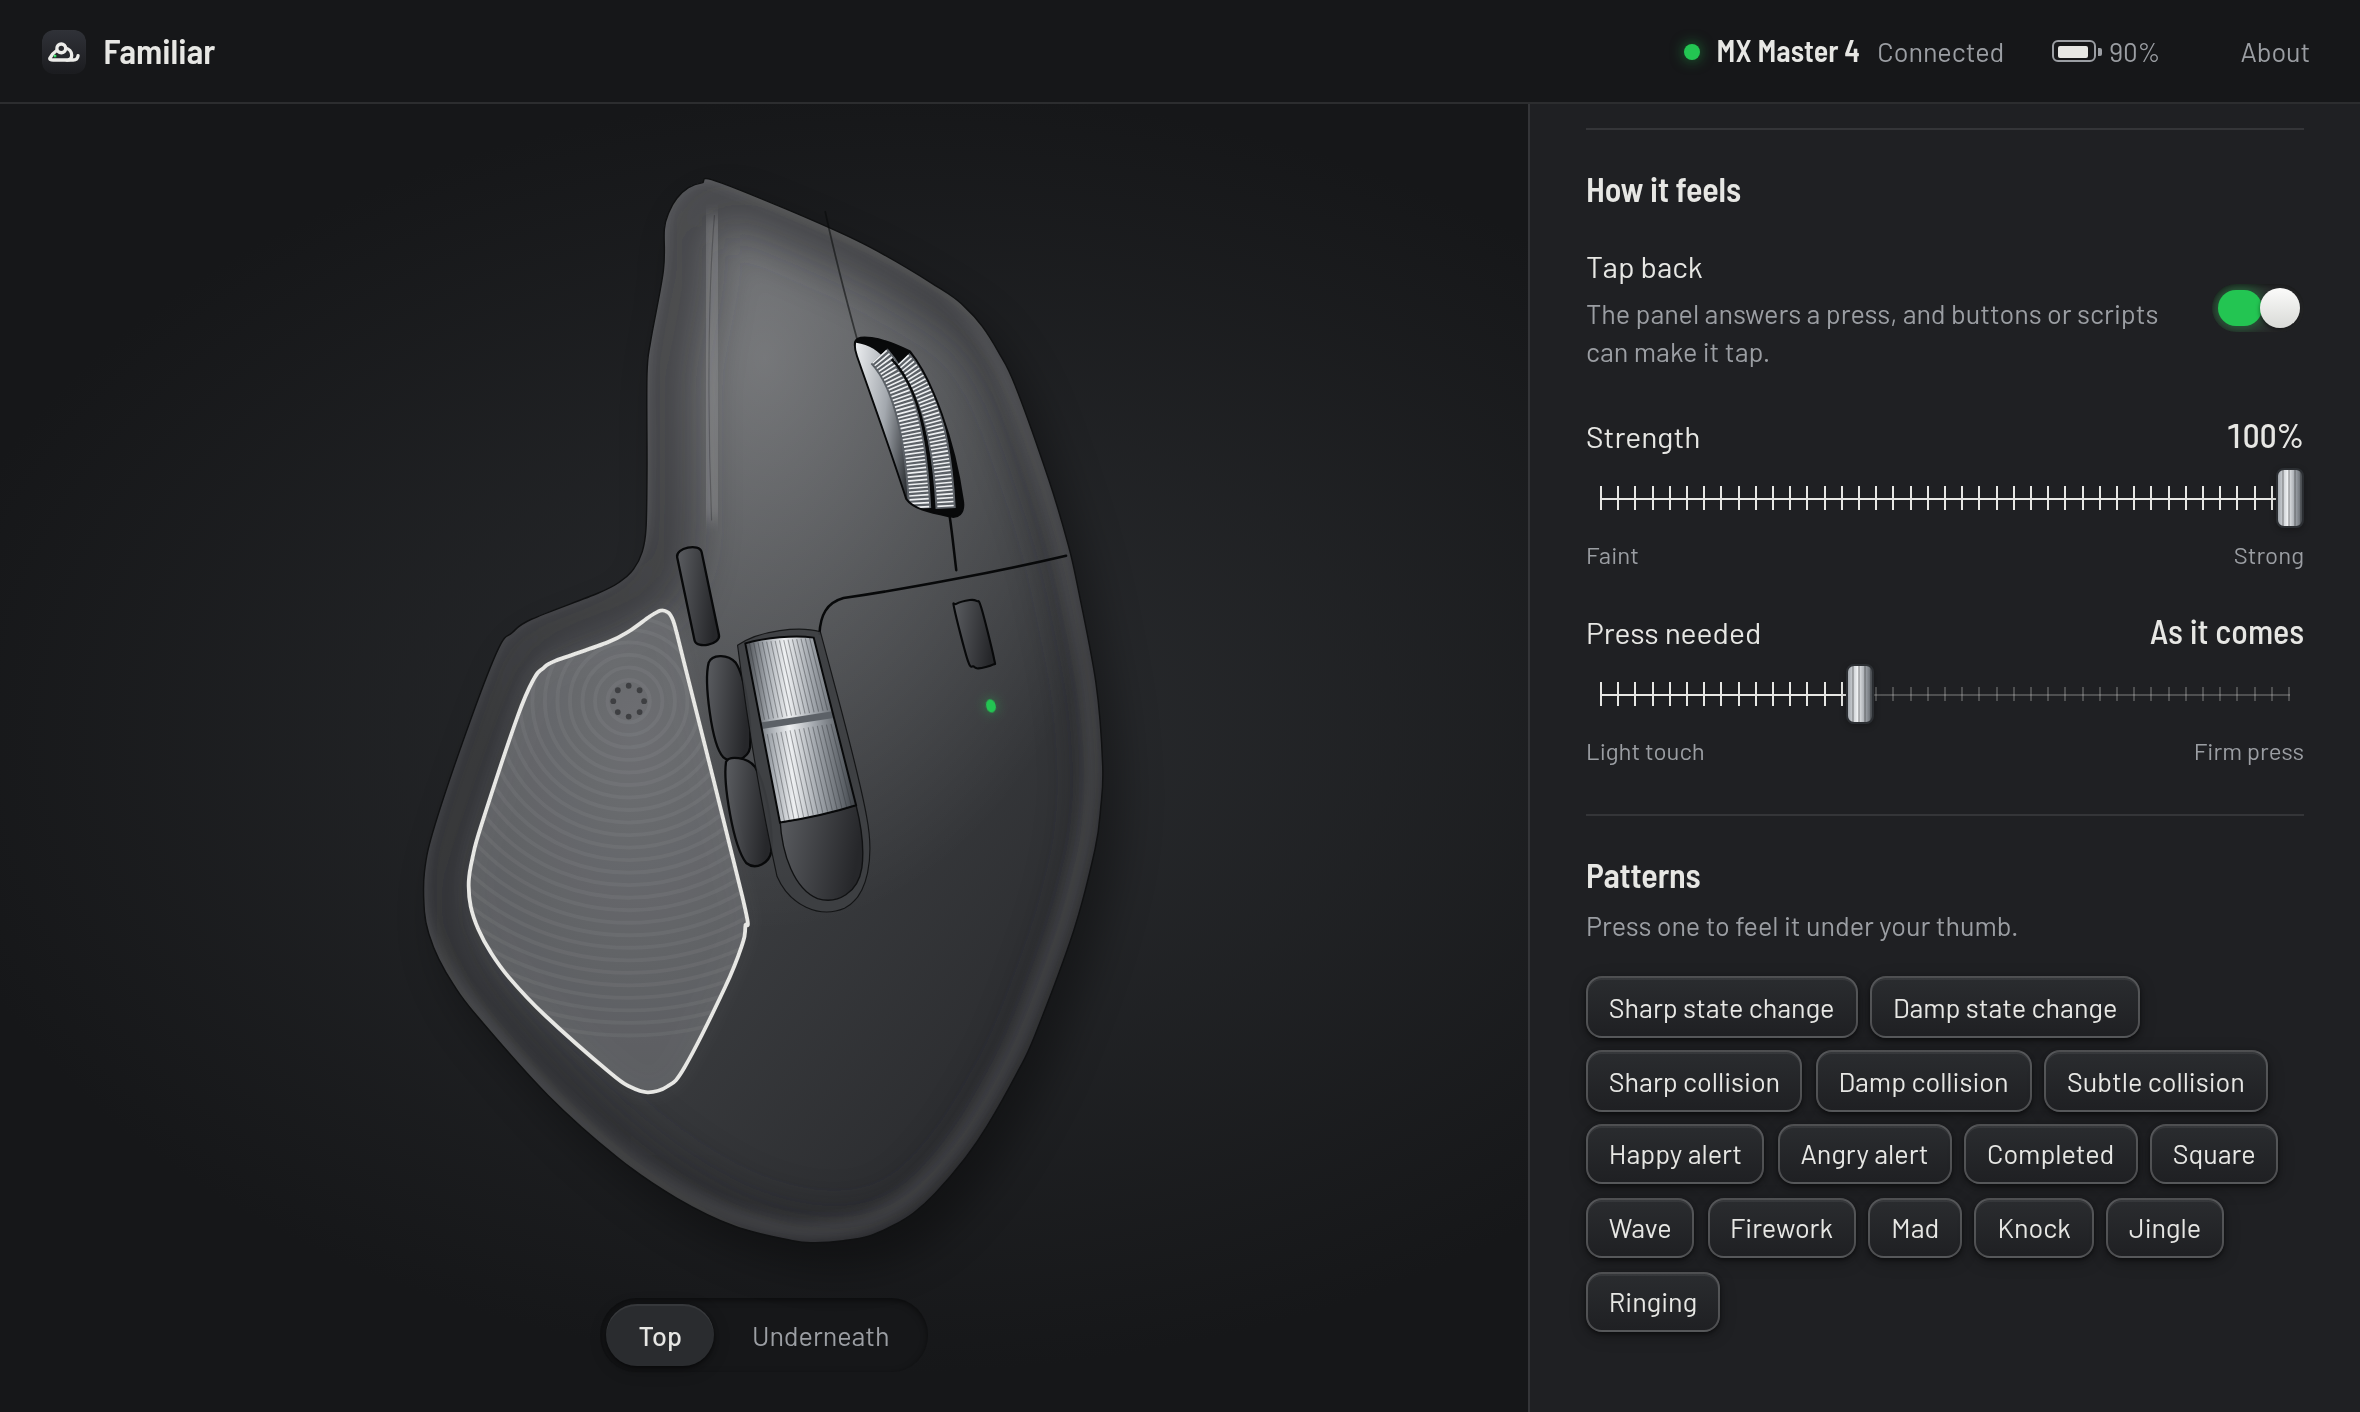 Familiar
MX Master 4 Connected 90% About
How it feels
Tap back
The panel answers a press, and buttons or scripts
can make it tap.
Strength 100%
Faint Strong
Press needed As it comes
Light touch Firm press
Patterns
Press one to feel it under your thumb.
Sharp state change Damp state change
Sharp collision Damp collision Subtle collision
Happy alert Angry alert Completed Square
Wave Firework Mad Knock Jingle
Ringing
Top Underneath